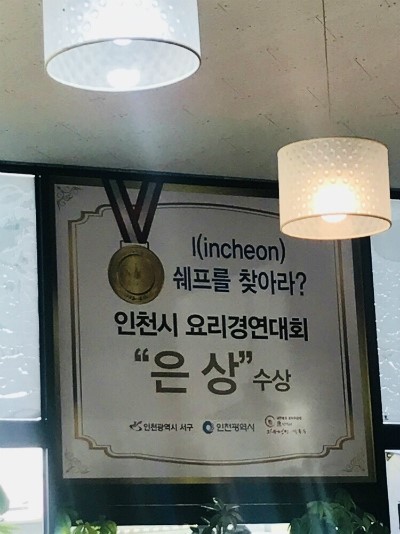 I(incheon)
쉐프를 찾아라?
인천시 요리경연대회
“은 상” 수상
인천광역시 서구 인천광역시